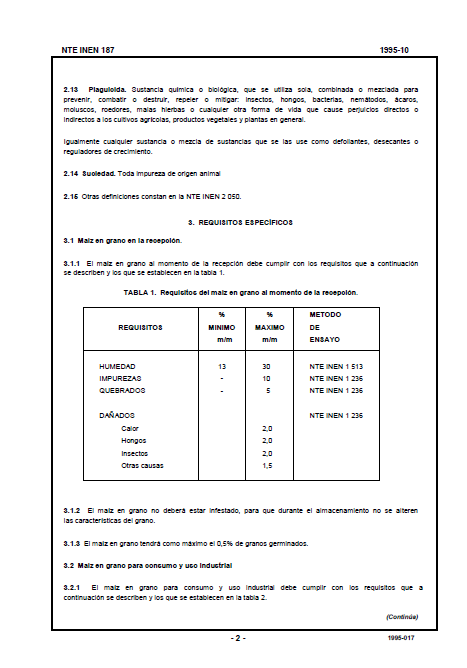 NTE INEN 187 1995-10
2.13 Plaguicida. Sustancia química o biológica, que se utiliza sola, combinada o mezclada para
prevenir, combatir o destruir, repeler o mitigar: insectos, hongos, bacterias, nemátodos, ácaros,
moluscos, roedores, malas hierbas o cualquier otra forma de vida que cause perjuicios directos o
indirectos a los cultivos agrícolas, productos vegetales y plantas en general.
Igualmente cualquier sustancia o mezcla de sustancias que se las use como defoliantes, desecantes o
reguladores de crecimiento.
2.14 Suciedad. Toda impureza de origen animal
2.15 Otras definiciones constan en la NTE INEN 2 050.
3. REQUISITOS ESPECÍFICOS
3.1 Maíz en grano en la recepción.
3.1.1 El maíz en grano al momento de la recepción debe cumplir con los requisitos que a continuación
se describen y los que se establecen en la tabla 1.
TABLA 1. Requisitos del maíz en grano al momento de la recepción.
% % METODO
REQUISITOS MINIMO MAXIMO DE
m/m m/m ENSAYO
HUMEDAD 13 30 NTE INEN 1 513
IMPUREZAS - 10 NTE INEN 1 236
QUEBRADOS - 5 NTE INEN 1 236
DAÑADOS NTE INEN 1 236
Calor 2,0
Hongos 2,0
Insectos 2,0
Otras causas 1,5
3.1.2 El maíz en grano no deberá estar infestado, para que durante el almacenamiento no se alteren
las características del grano.
3.1.3 El maíz en grano tendrá como máximo el 0,5% de granos germinados.
3.2 Maíz en grano para consumo y uso industrial
3.2.1 El maíz en grano para consumo y uso industrial debe cumplir con los requisitos que a
continuación se describen y los que se establecen en la tabla 2.
(Continúa)
- 2 - 1995-017